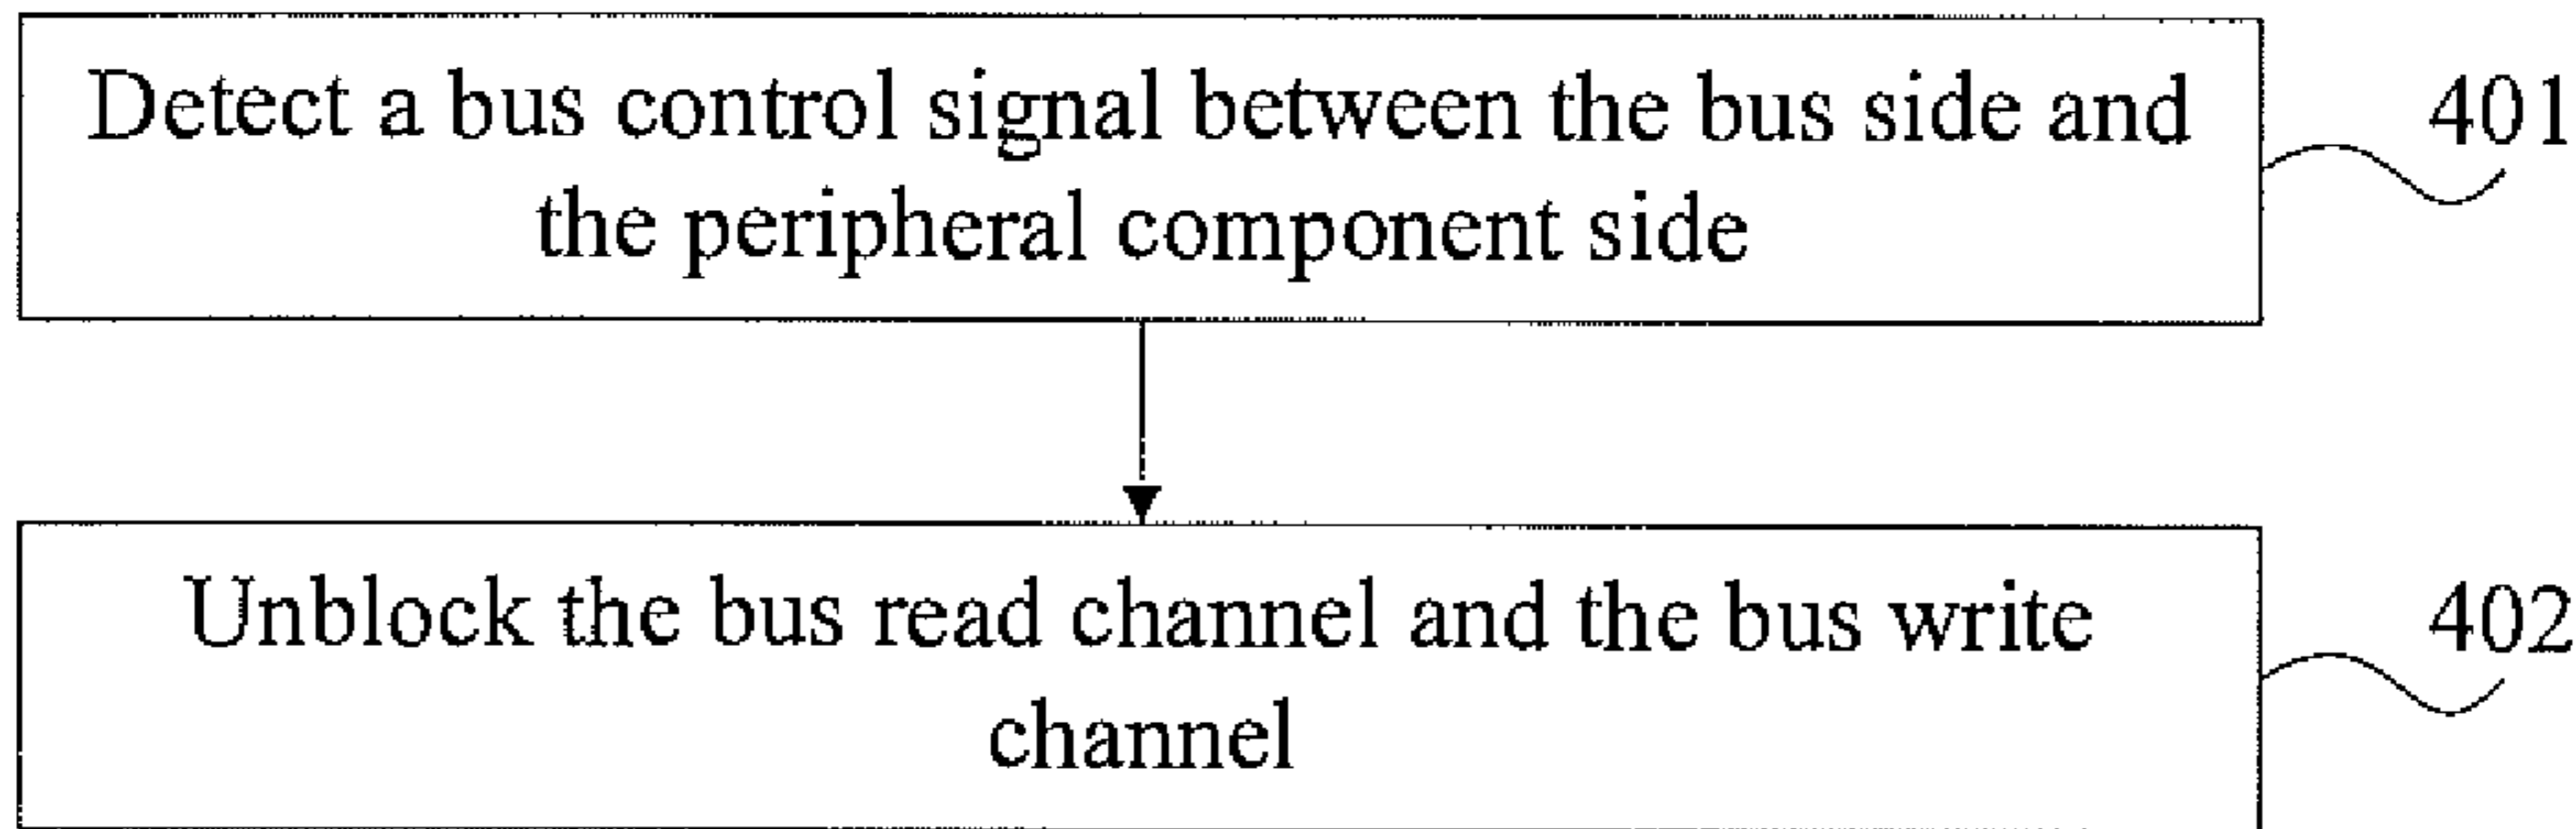 Detect a bus control signal between the bus side and
the peripheral component side
401
Unblock the bus read channel and the bus write
channel
402